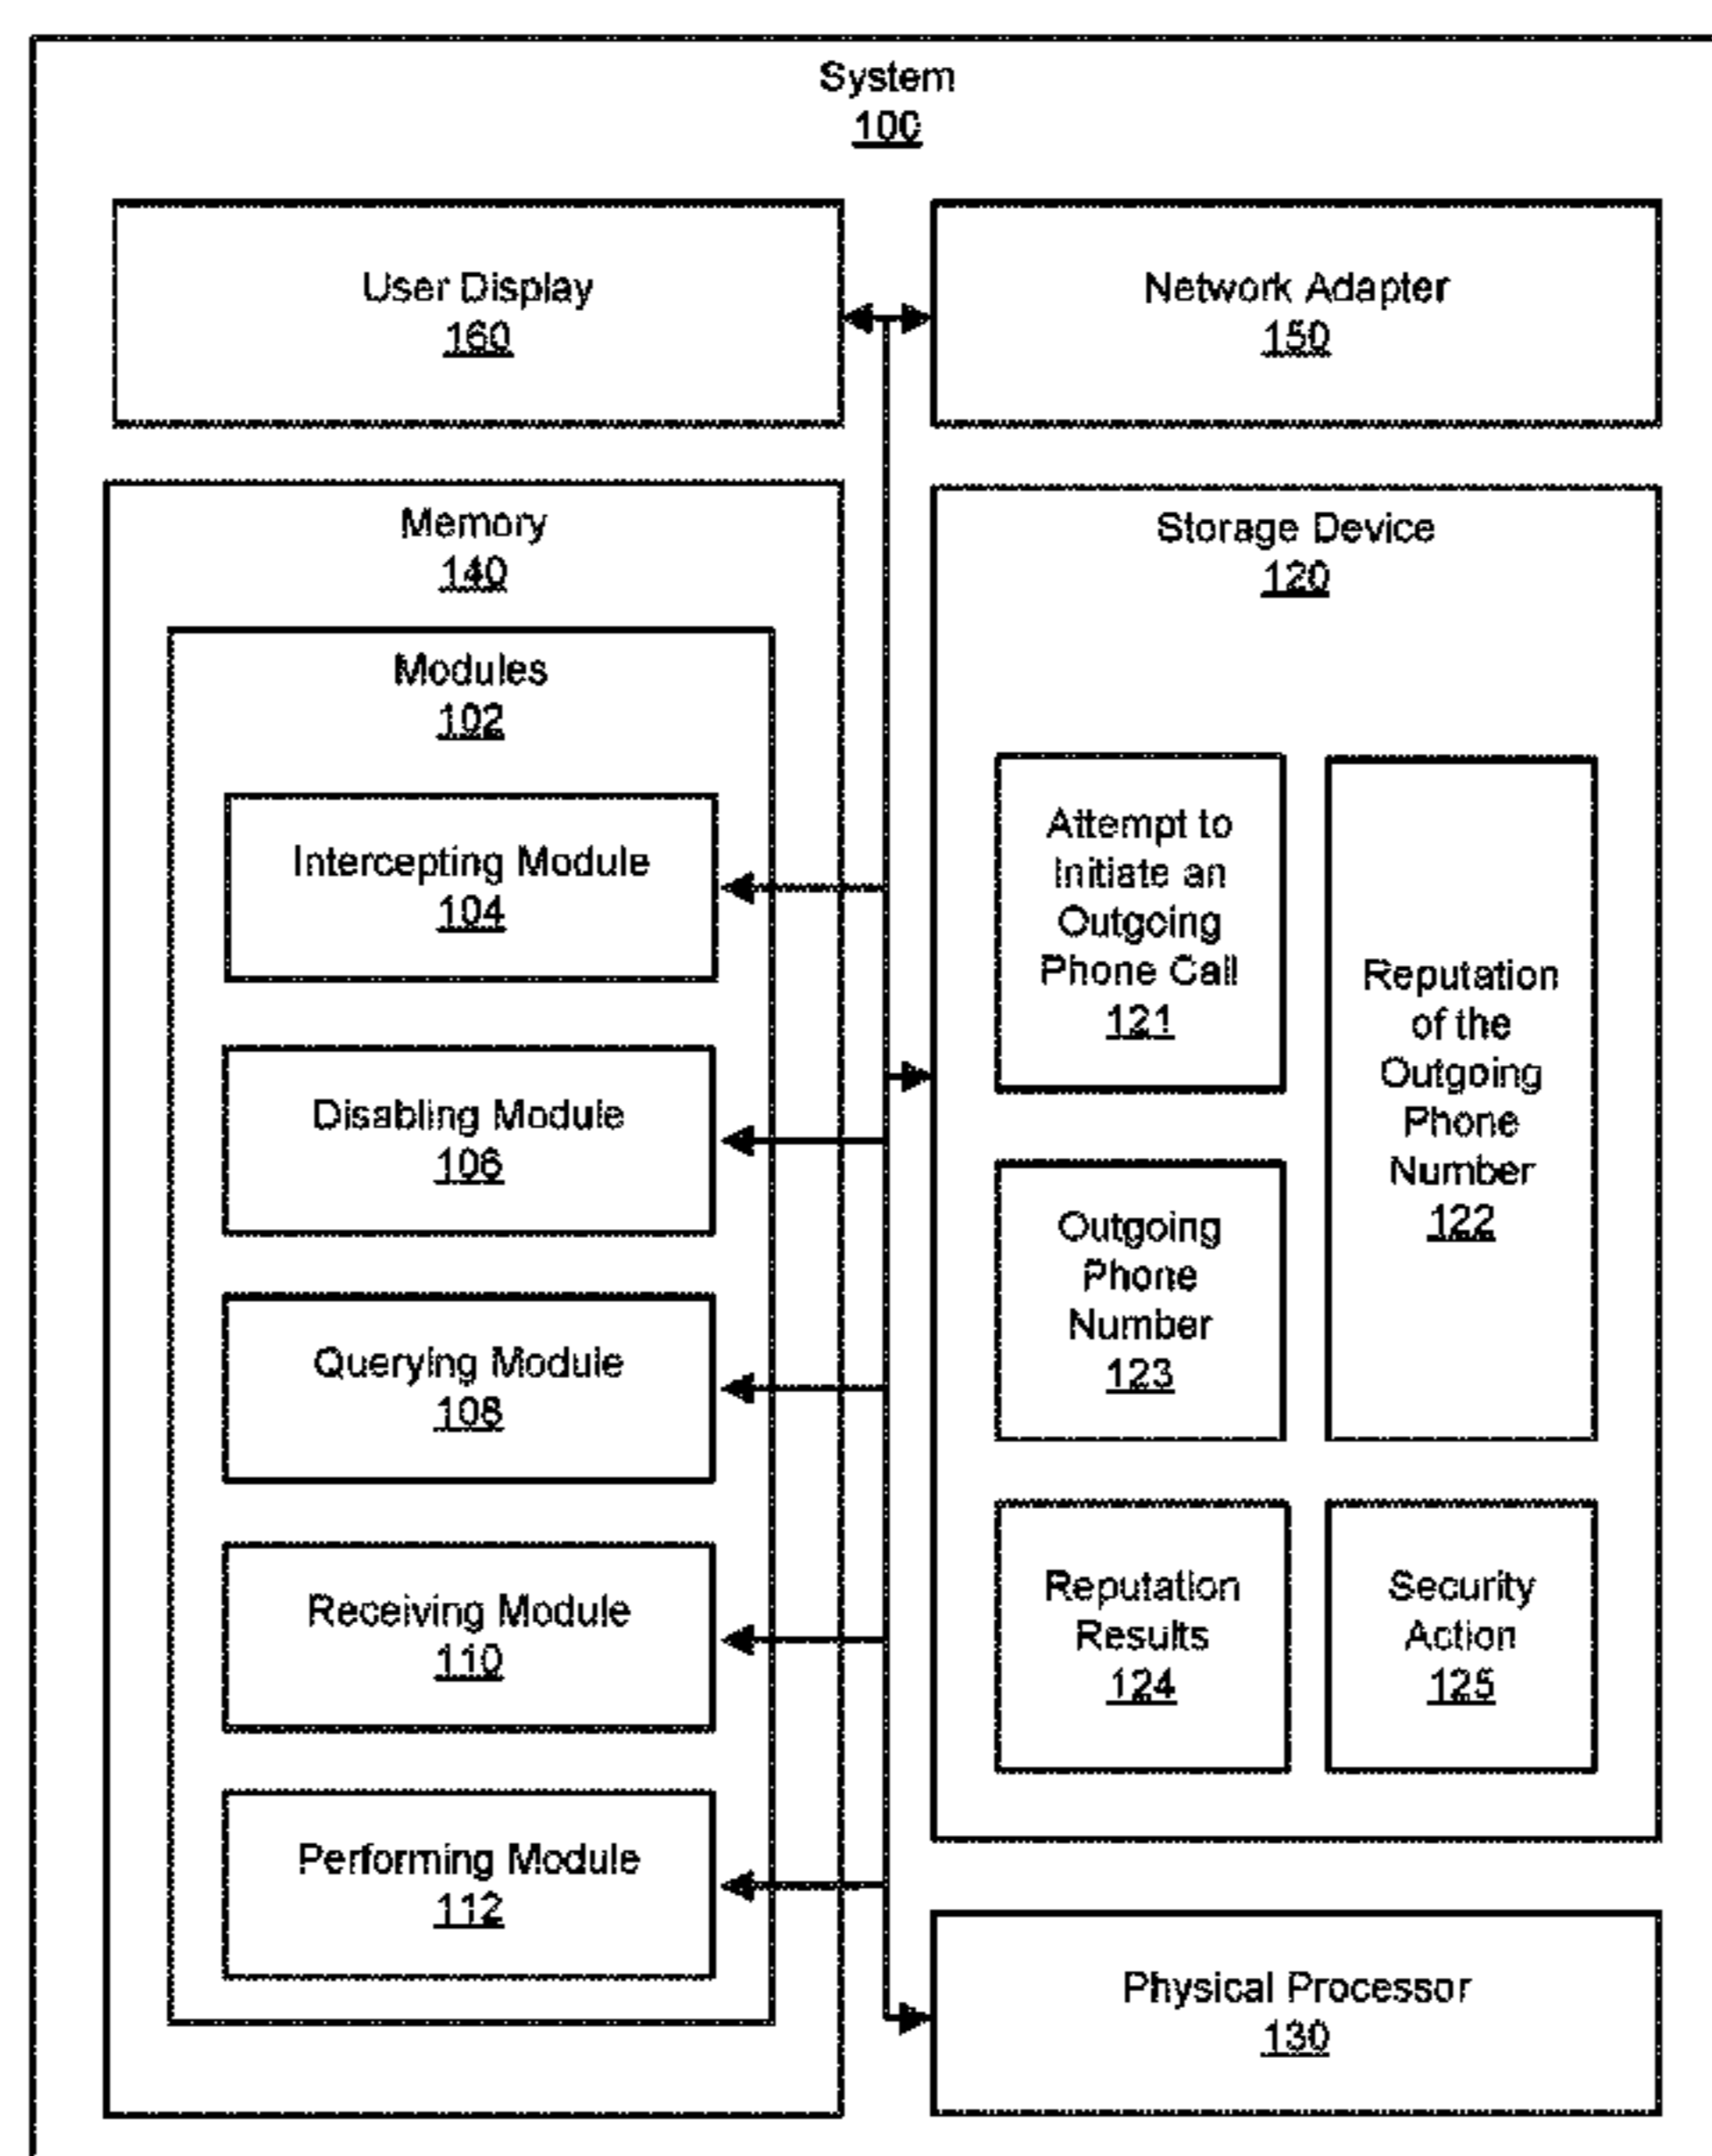 System
100
User Display
160
Network Adapter
150
Memory
140
Modules
102
Intercepting Module
104
Disabling Module
106
Querying Module
108
Receiving Module
110
Performing Module
112
Storage Device
120
Attempt to
Initiate an
Outgoing
Phone Call
121
Reputation
of the
Outgoing
Phone
Number
122
Outgoing
Phone
Number
123
Reputation
Results
124
Security
Action
125
Physical Processor
130